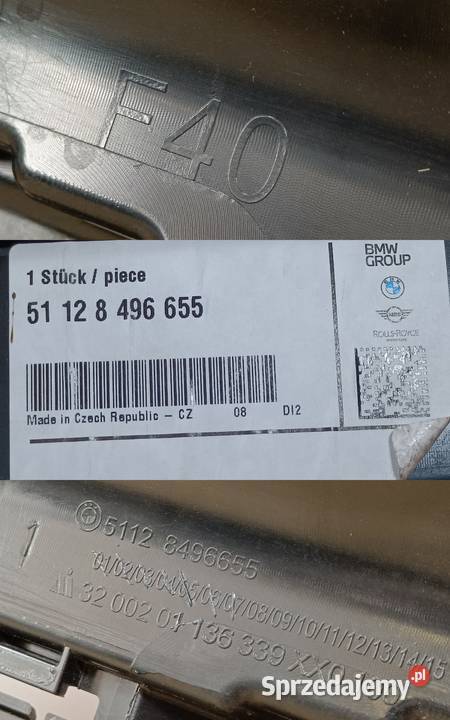 F40
1 Stück / piece
51 12 8 496 655
Made in Czech Republic – CZ 08 DI2
BMW
GROUP
MINI
ROLLS-ROYCE
1
5112 8496655
01/02/03/04/05/06/07/08/09/10/11/12/13/14/15
32 002 01 136 339
Sprzedajemy.pl